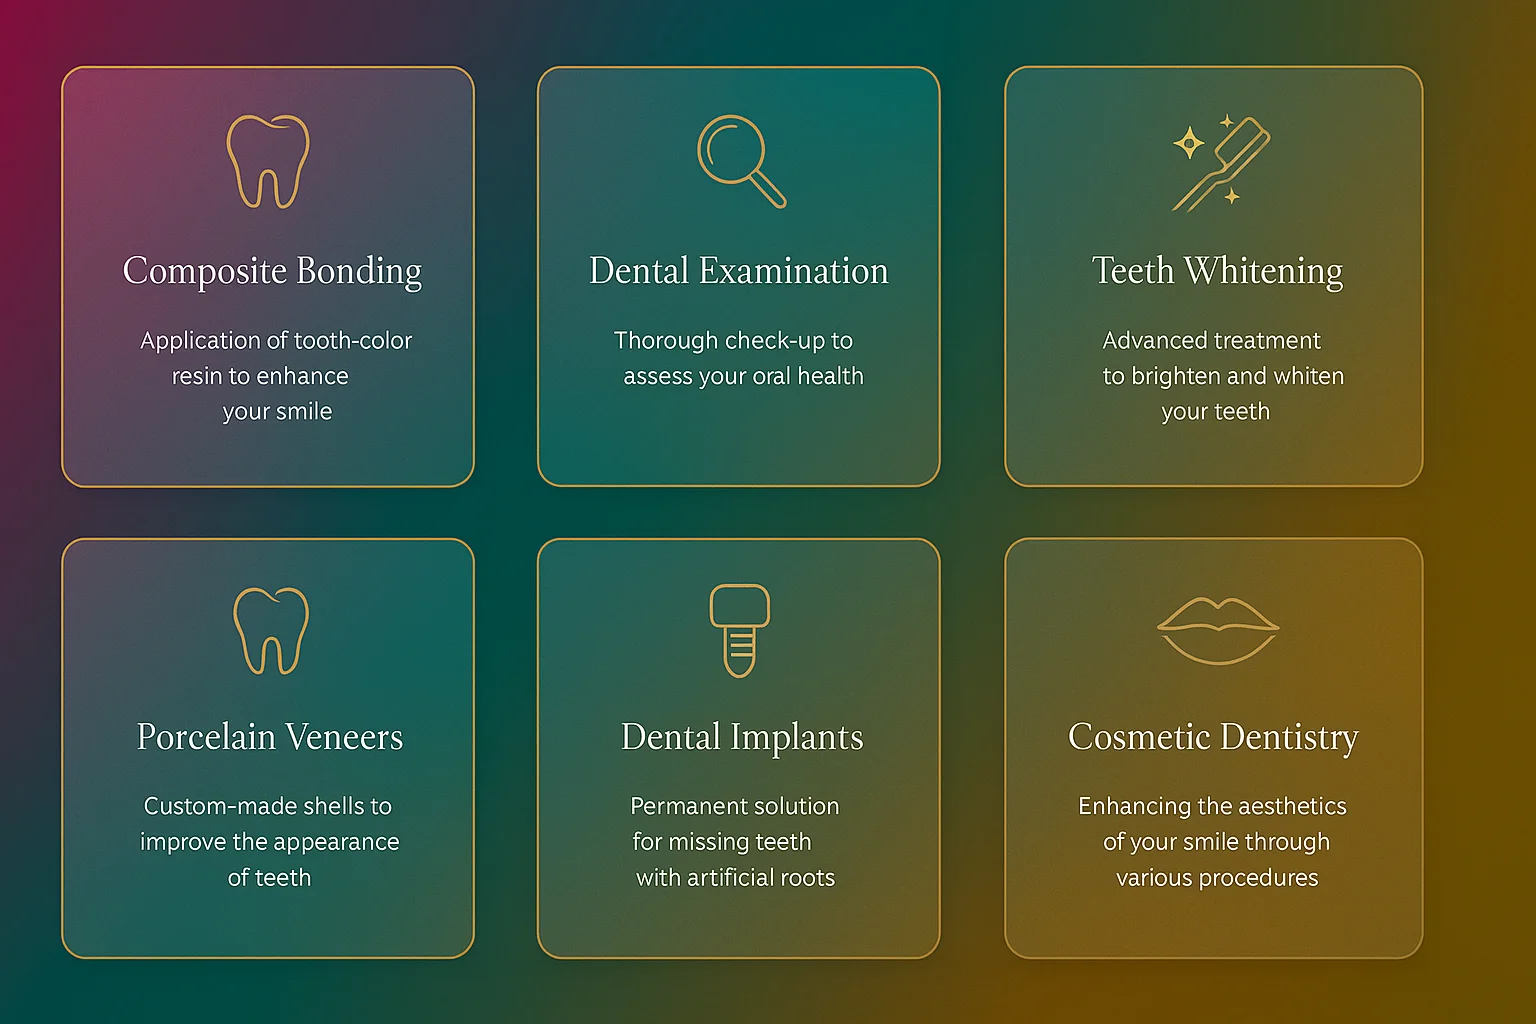 Composite Bonding
Application of tooth-color
resin to enhance
your smile
Dental Examination
Thorough check-up to
assess your oral health
Teeth Whitening
Advanced treatment
to brighten and whiten
your teeth
Porcelain Veneers
Custom-made shells to
improve the appearance
of teeth
Dental Implants
Permanent solution
for missing teeth
with artificial roots
Cosmetic Dentistry
Enhancing the aesthetics
of your smile through
various procedures